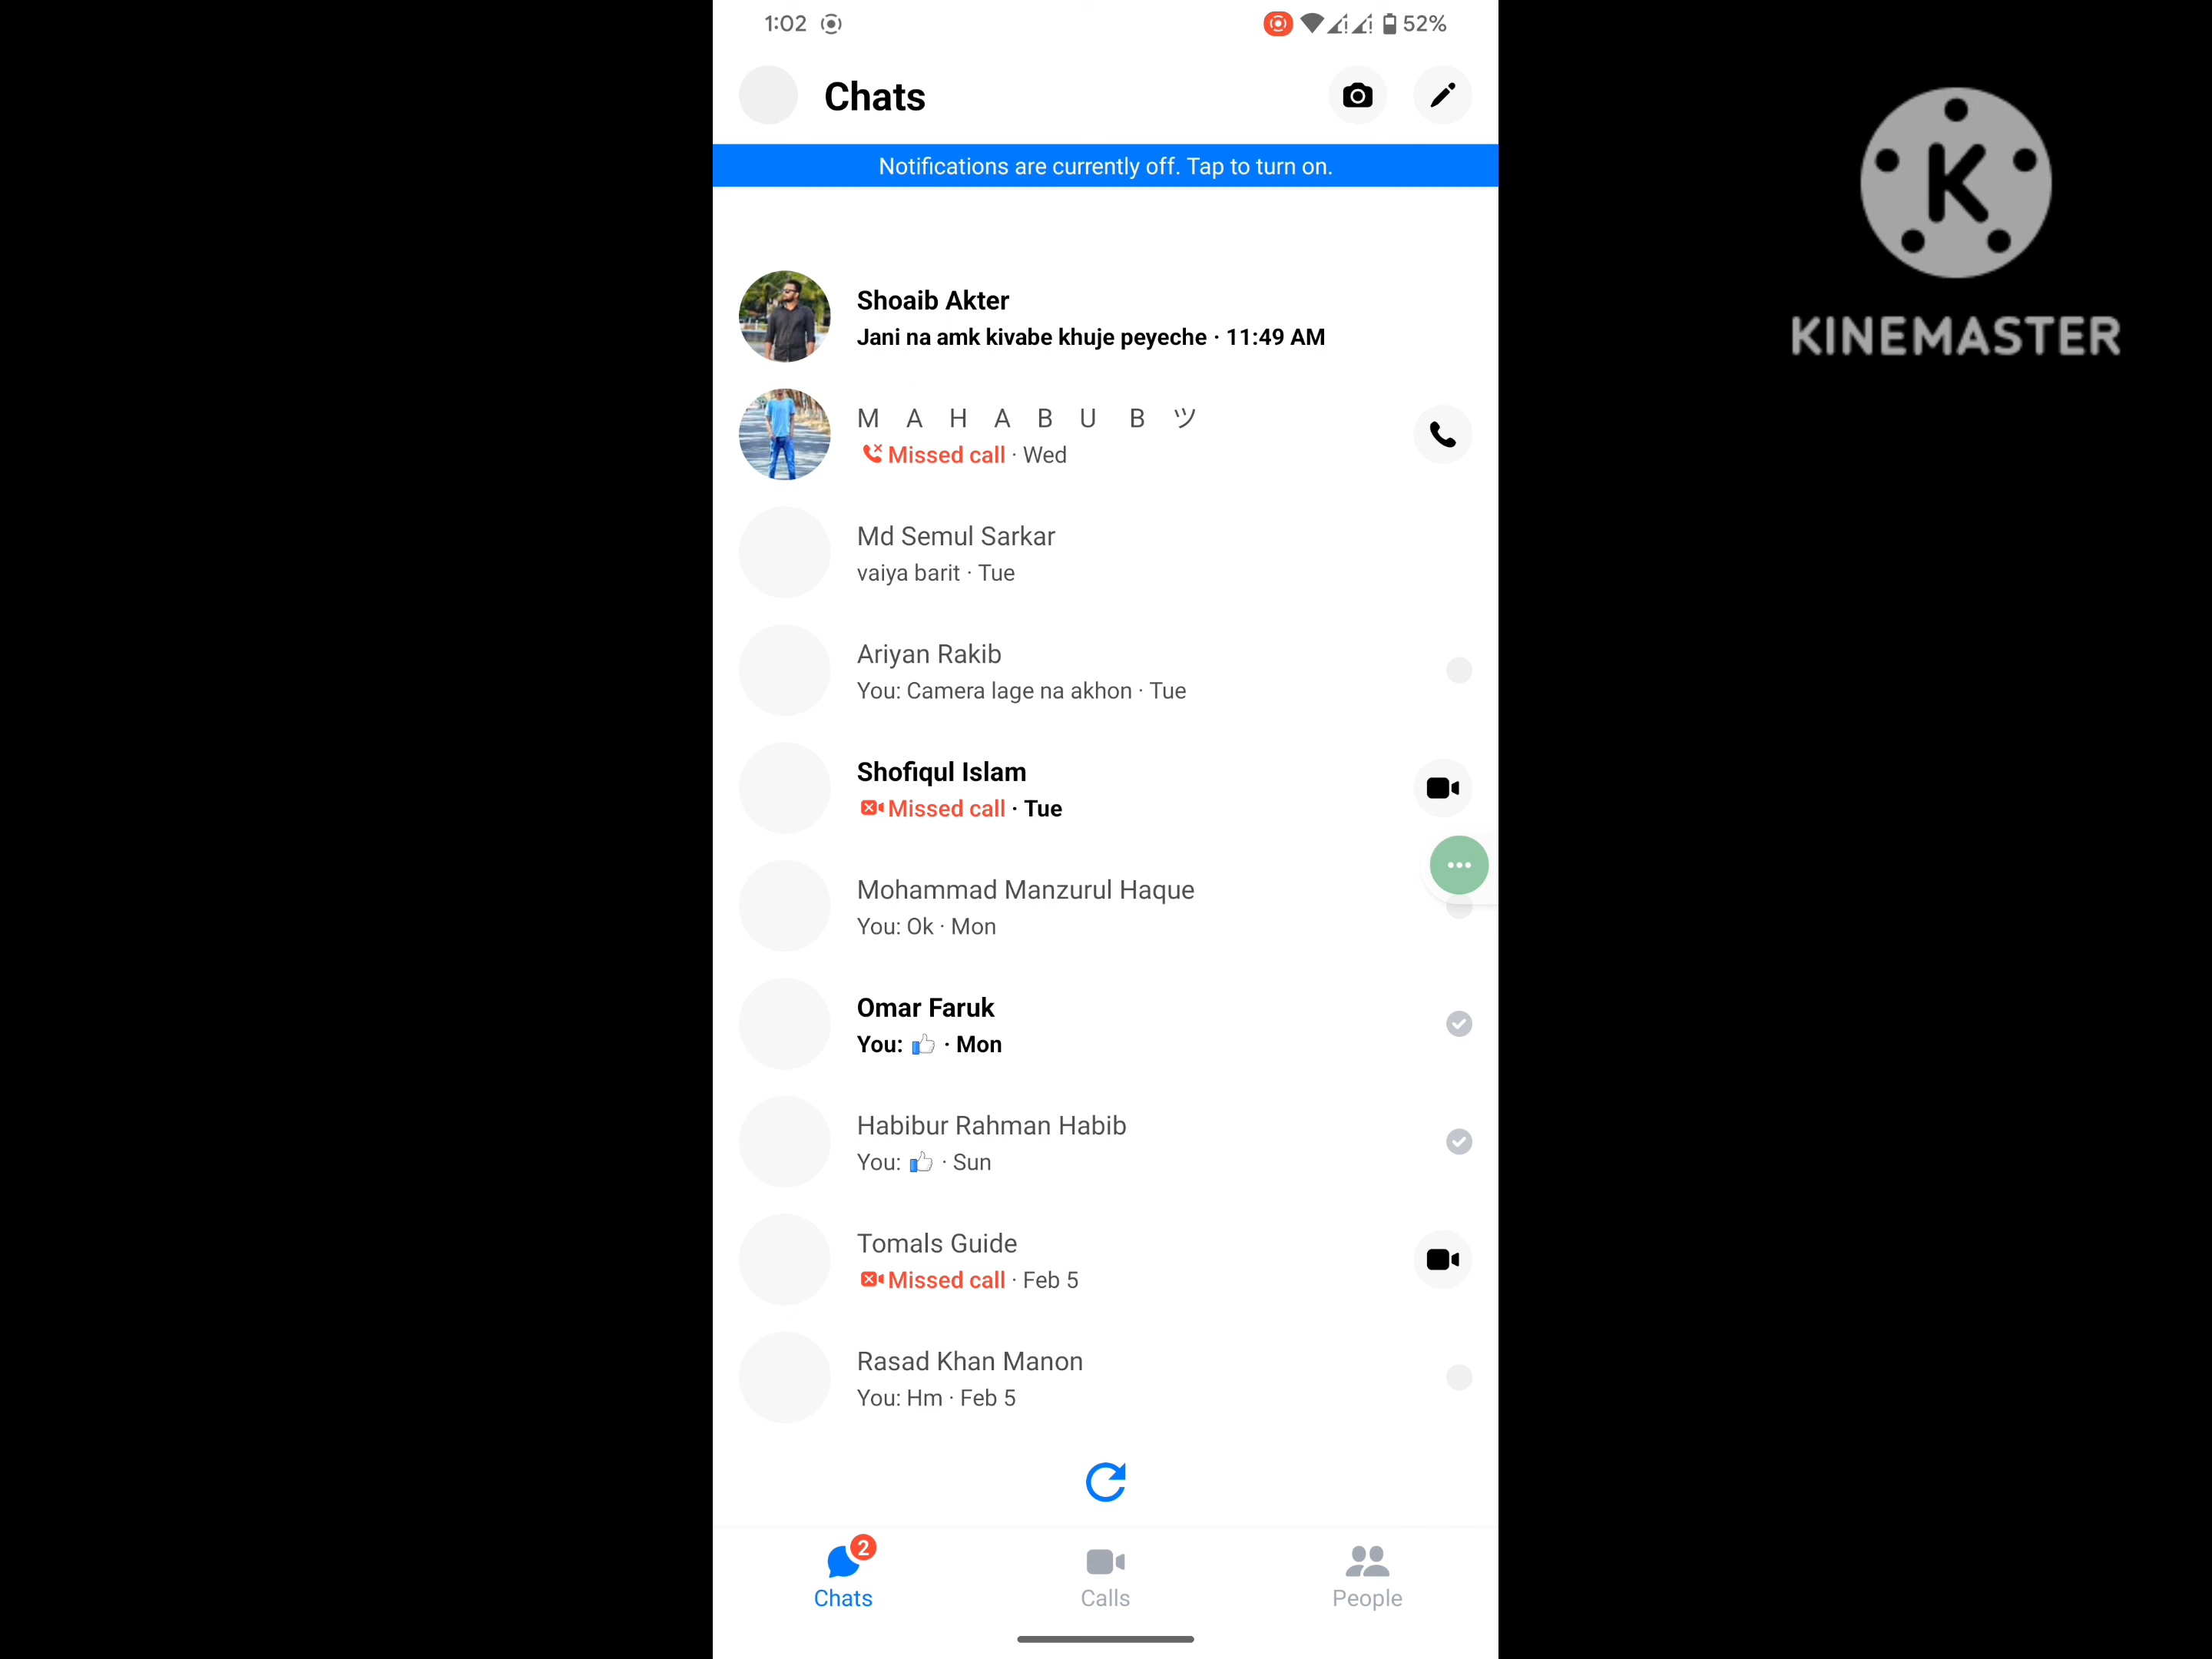 1:02
52%
Chats
Notifications are currently off. Tap to turn on.
K
KINEMASTER
Shoaib Akter
Jani na amk kivabe khuje peyeche · 11:49 AM
M A H A B U B ツ
Missed call · Wed
Md Semul Sarkar
vaiya barit · Tue
Ariyan Rakib
You: Camera lage na akhon · Tue
Shofiqul Islam
Missed call · Tue
Mohammad Manzurul Haque
You: Ok · Mon
Omar Faruk
You: 👍 · Mon
Habibur Rahman Habib
You: 👍 · Sun
Tomals Guide
Missed call · Feb 5
Rasad Khan Manon
You: Hm · Feb 5
2
Chats
Calls
People